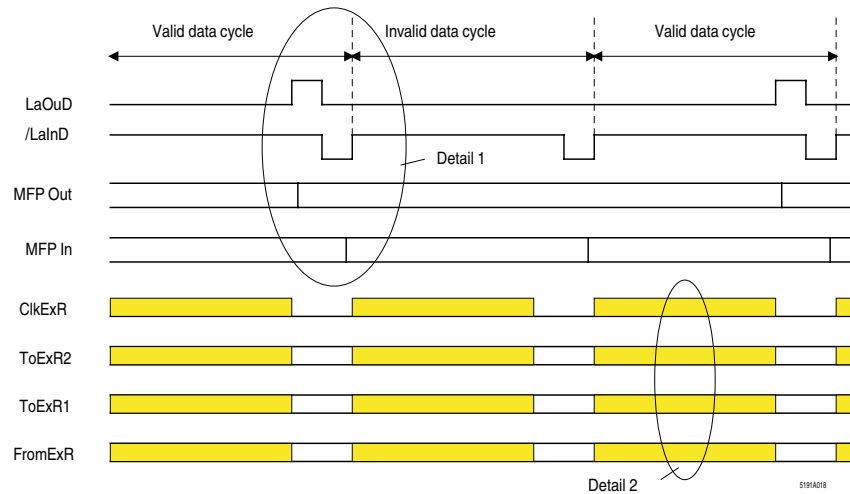 Valid data cycle
Invalid data cycle
Valid data cycle
LaOuD
/LaInD
Detail 1
MFP Out
MFP In
ClkExR
ToExR2
ToExR1
FromExR
Detail 2
5191A018